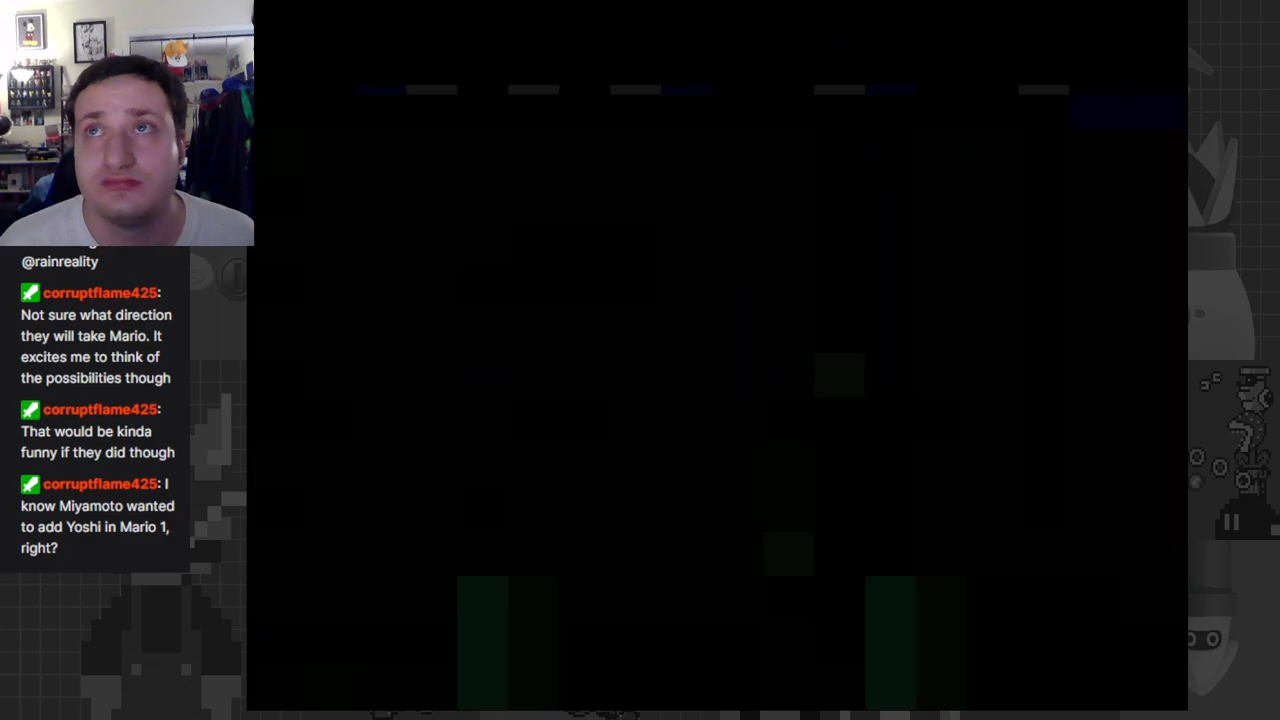 @rainreality
corruptflame425:
Not sure what direction
they will take Mario. It
excites me to think of
the possibilities though
corruptflame425:
That would be kinda
funny if they did though
corruptflame425: I
know Miyamoto wanted
to add Yoshi in Mario 1,
right?